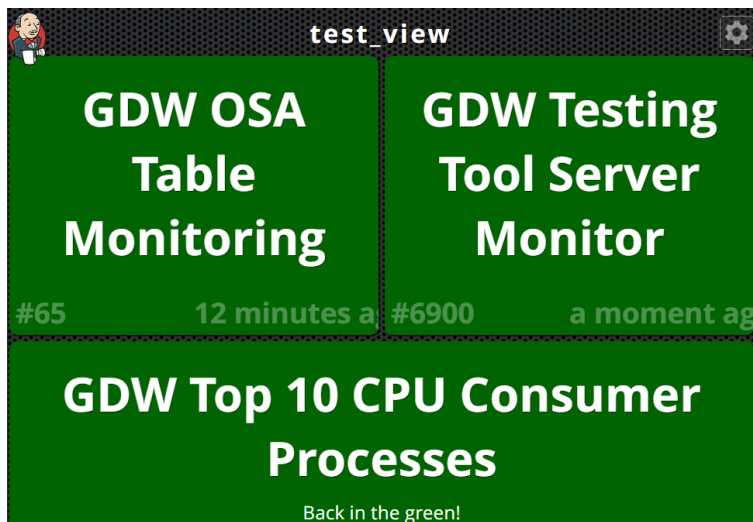 test_view
GDW OSA
Table
Monitoring
#65 12 minutes a
GDW Testing
Tool Server
Monitor
#6900 a moment ag
GDW Top 10 CPU Consumer
Processes
Back in the green!